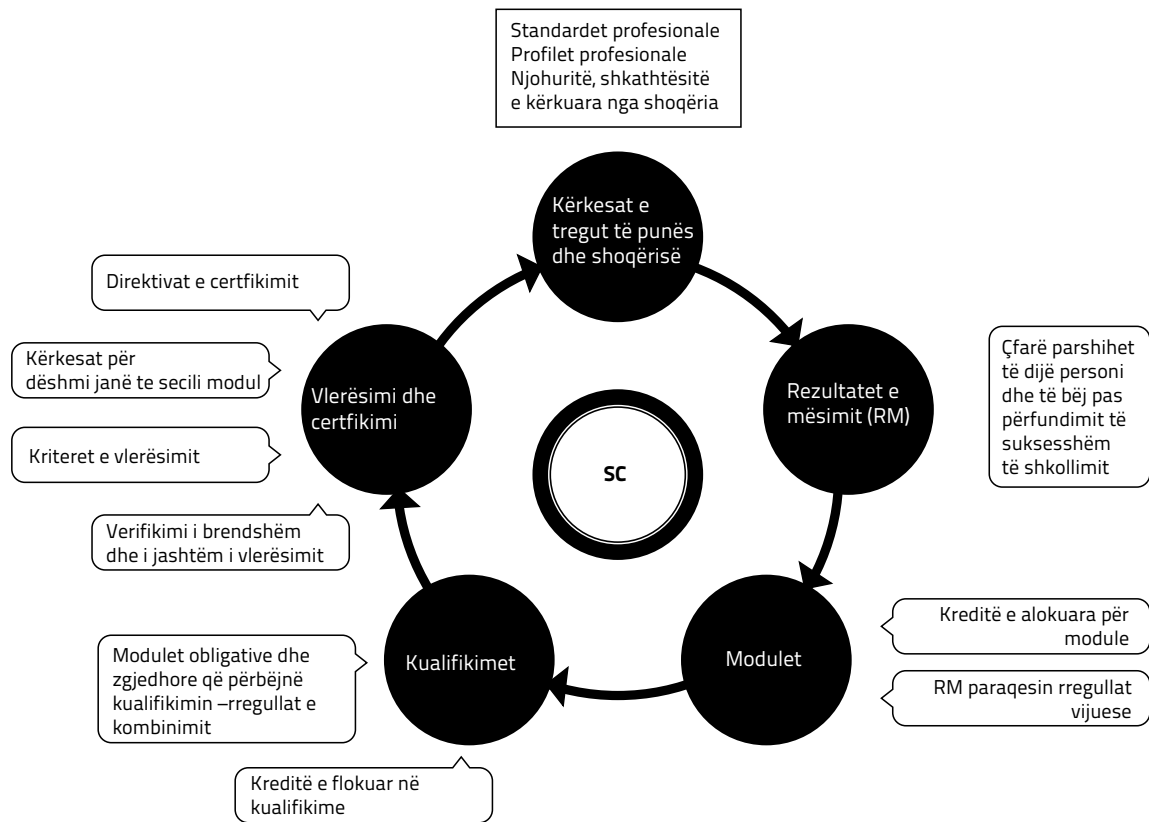 Standardet profesionale
Profilet profesionale
Njohuritë, shkathtësitë
e kërkuara nga shoqëria
Kërkesat e
tregut të punës
dhe shoqërisë
Direktivat e certfikimit
Kërkesat për
dëshmi janë te secili modul
Kriteret e vlerësimit
Verifikimi i brendshëm
dhe i jashtëm i vlerësimit
Vlerësimi dhe
certfikimi
SC
Rezultatet e
mësimit (RM)
Çfarë parshihet
të dijë personi
dhe të bëj pas
përfundimit të
suksesshëm
të shkollimit
Modulet
Kreditë e alokuara për
module
RM paraqesin rregullat
vijuese
Kualifikimet
Modulet obligative dhe
zgjedhore që përbëjnë
kualifikimin –rregullat e
kombinimit
Kreditë e flokuar në
kualifikime